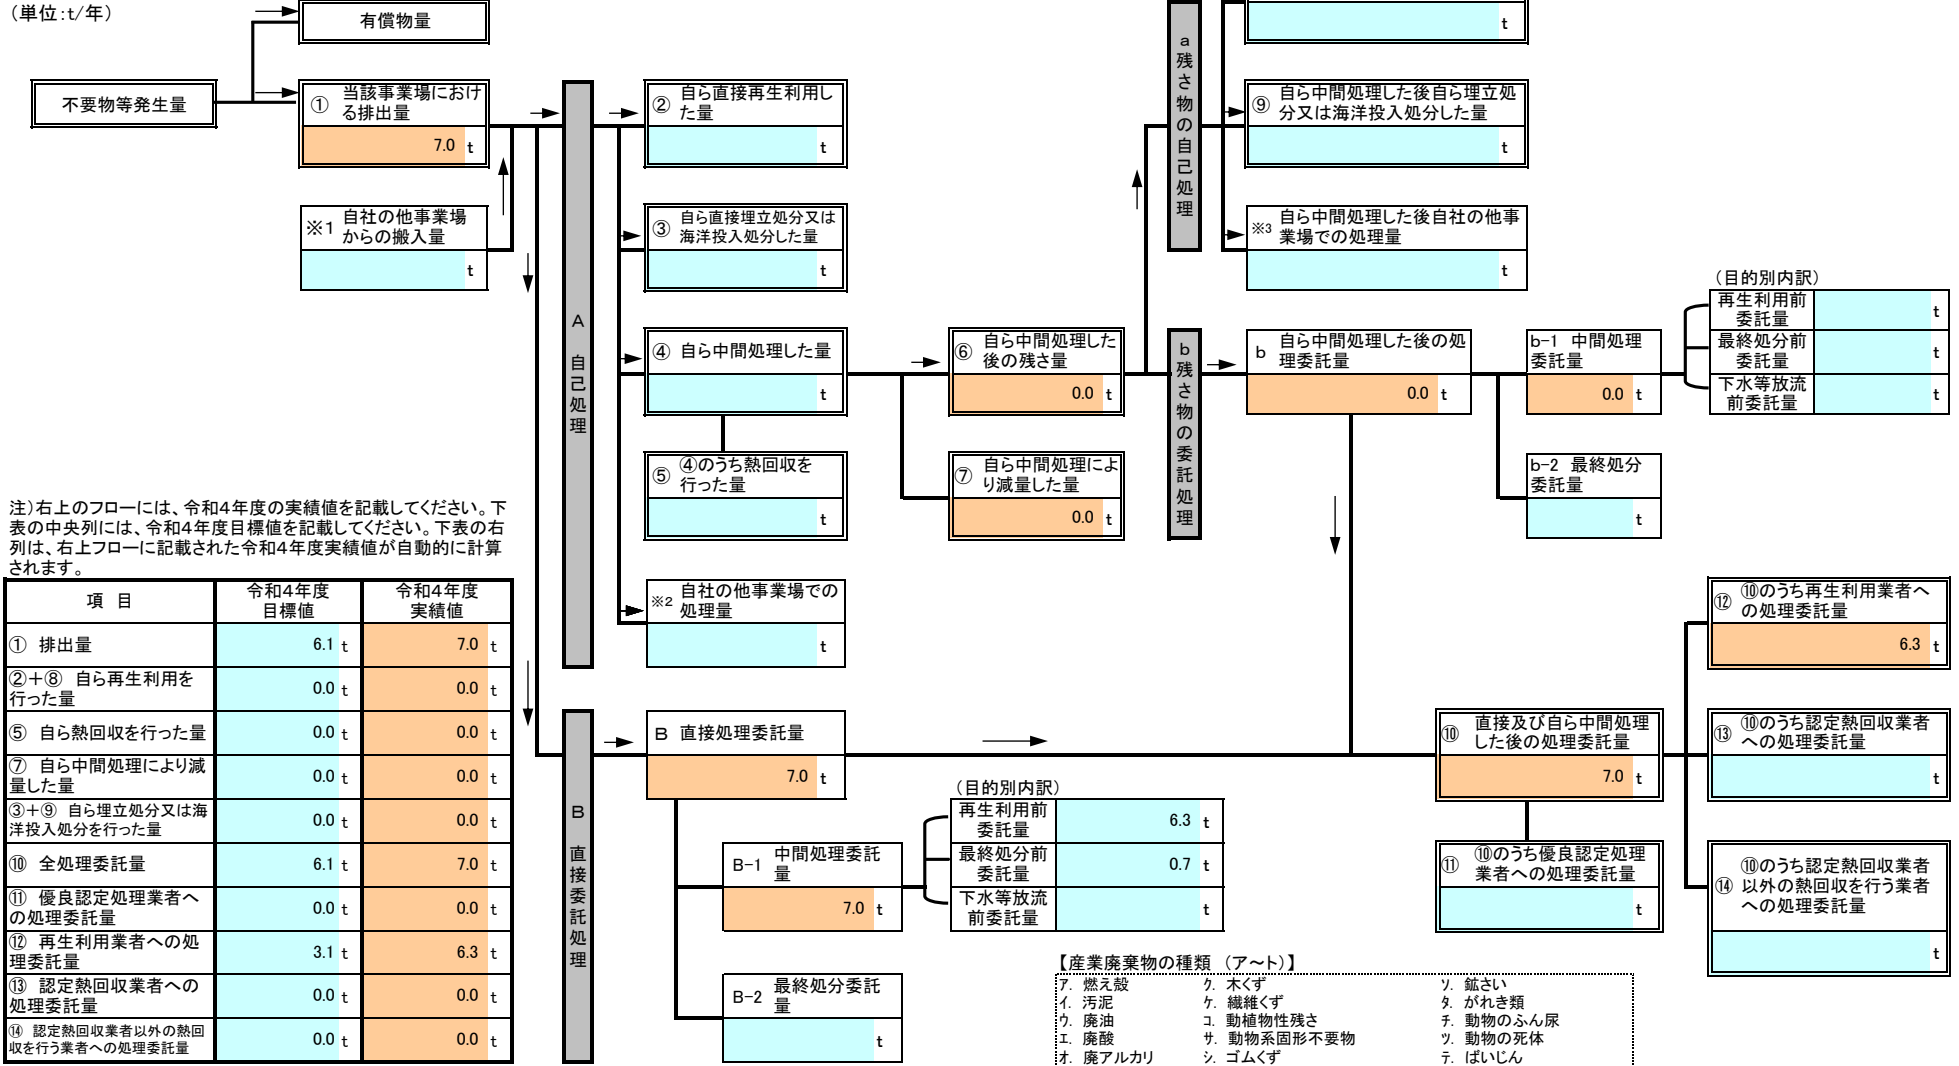 （単位:t/年）
有償物量
不要物等発生量
① 当該事業場におけ
る排出量
7.0 t
※1 自社の他事業場
からの搬入量
t
A 自己処理
② 自ら直接再生利用し
た量
t
③ 自ら直接埋立処分又は
海洋投入処分した量
t
④ 自ら中間処理した量
t
⑤ ④のうち熱回収を
行った量
t
※2 自社の他事業場での
処理量
t
⑥ 自ら中間処理した
後の残さ量
0.0 t
⑦ 自ら中間処理によ
り減量した量
0.0 t
a 残さ物の自己処理
t
⑨ 自ら中間処理した後自ら埋立処
分又は海洋投入処分した量
t
※3 自ら中間処理した後自社の他事
業場での処理量
t
b 残さ物の委託処理
b 自ら中間処理した後の処
理委託量
0.0 t
b-1 中間処理
委託量
0.0 t
b-2 最終処分
委託量
t
（目的別内訳）
再生利用前
委託量
t
最終処分前
委託量
t
下水等放流
前委託量
t
注）右上のフローには、令和4年度の実績値を記載してください。下
表の中央列には、令和4年度目標値を記載してください。下表の右
列は、右上フローに記載された令和4年度実績値が自動的に計算
されます。
項 目 令和4年度
目標値 令和4年度
実績値
① 排出量 6.1 t 7.0 t
②+⑧ 自ら再生利用を
行った量 0.0 t 0.0 t
⑤ 自ら熱回収を行った量 0.0 t 0.0 t
⑦ 自ら中間処理により減
量した量 0.0 t 0.0 t
③+⑨ 自ら埋立処分又は海
洋投入処分を行った量 0.0 t 0.0 t
⑩ 全処理委託量 6.1 t 7.0 t
⑪ 優良認定処理業者へ
の処理委託量 0.0 t 0.0 t
⑫ 再生利用業者への処
理委託量 3.1 t 6.3 t
⑬ 認定熱回収業者への
処理委託量 0.0 t 0.0 t
⑭ 認定熱回収業者以外の熱回
収を行う業者への処理委託量 0.0 t 0.0 t
B 直接委託処理
B 直接処理委託量
7.0 t
B-1 中間処理委託
量
7.0 t
B-2 最終処分委託
量
t
（目的別内訳）
再生利用前
委託量
6.3 t
最終処分前
委託量
0.7 t
下水等放流
前委託量
t
⑩ 直接及び自ら中間処理
した後の処理委託量
7.0 t
⑪ ⑩のうち優良認定処理
業者への処理委託量
t
⑫ ⑩のうち再生利用業者へ
の処理委託量
6.3 t
⑬ ⑩のうち認定熱回収業者
への処理委託量
t
⑭ ⑩のうち認定熱回収業者
以外の熱回収を行う業者
への処理委託量
t
【産業廃棄物の種類 （ア～ト）】
ア. 燃え殻 ク. 木くず ソ. 鉱さい
イ. 汚泥 ケ. 繊維くず タ. がれき類
ウ. 廃油 コ. 動植物性残さ チ. 動物のふん尿
エ. 廃酸 サ. 動物系固形不要物 ツ. 動物の死体
オ. 廃アルカリ シ. ゴムくず テ. ばいじん